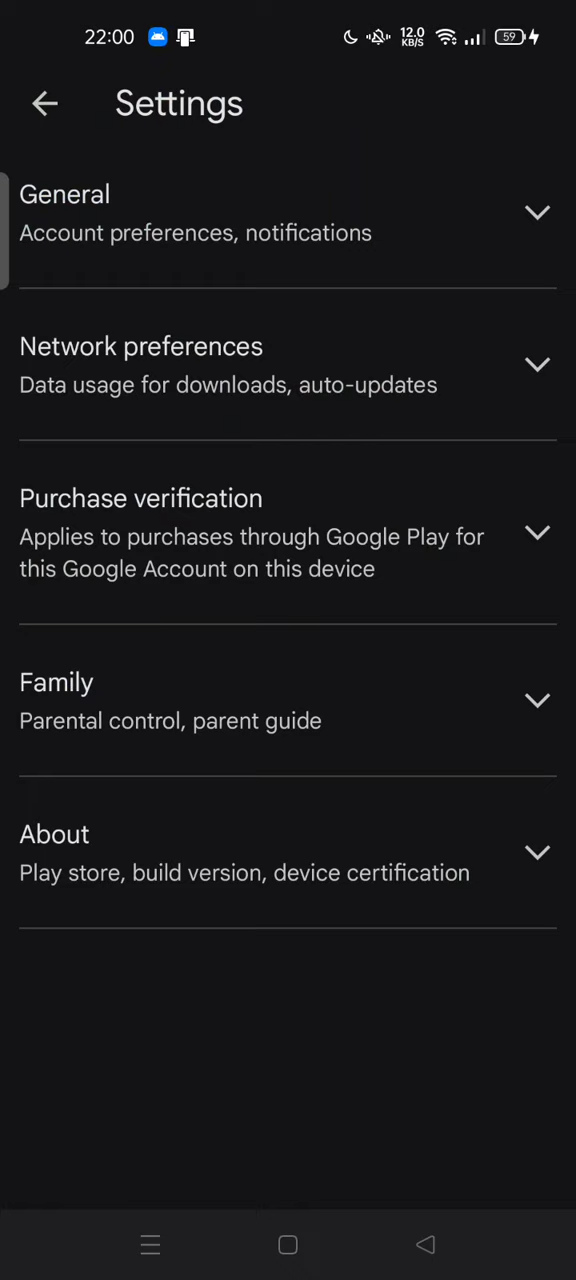 22:00
12.0
KB/S
59
Settings
General
Account preferences, notifications
Network preferences
Data usage for downloads, auto-updates
Purchase verification
Applies to purchases through Google Play for
this Google Account on this device
Family
Parental control, parent guide
About
Play store, build version, device certification